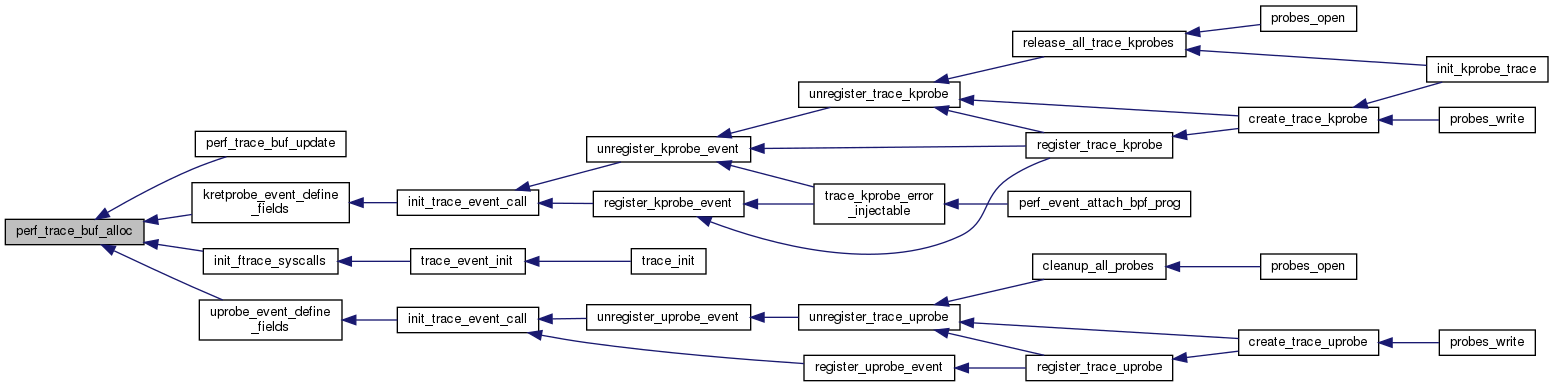 probes_open
release_all_trace_kprobes
init_kprobe_trace
unregister_trace_kprobe
create_trace_kprobe
probes_write
perf_trace_buf_update
unregister_kprobe_event
register_trace_kprobe
kretprobe_event_define
_fields
init_trace_event_call
register_kprobe_event
trace_kprobe_error
_injectable
perf_event_attach_bpf_prog
perf_trace_buf_alloc
init_ftrace_syscalls
trace_event_init
trace_init
cleanup_all_probes
probes_open
uprobe_event_define
_fields
init_trace_event_call
unregister_uprobe_event
unregister_trace_uprobe
create_trace_uprobe
probes_write
register_uprobe_event
register_trace_uprobe